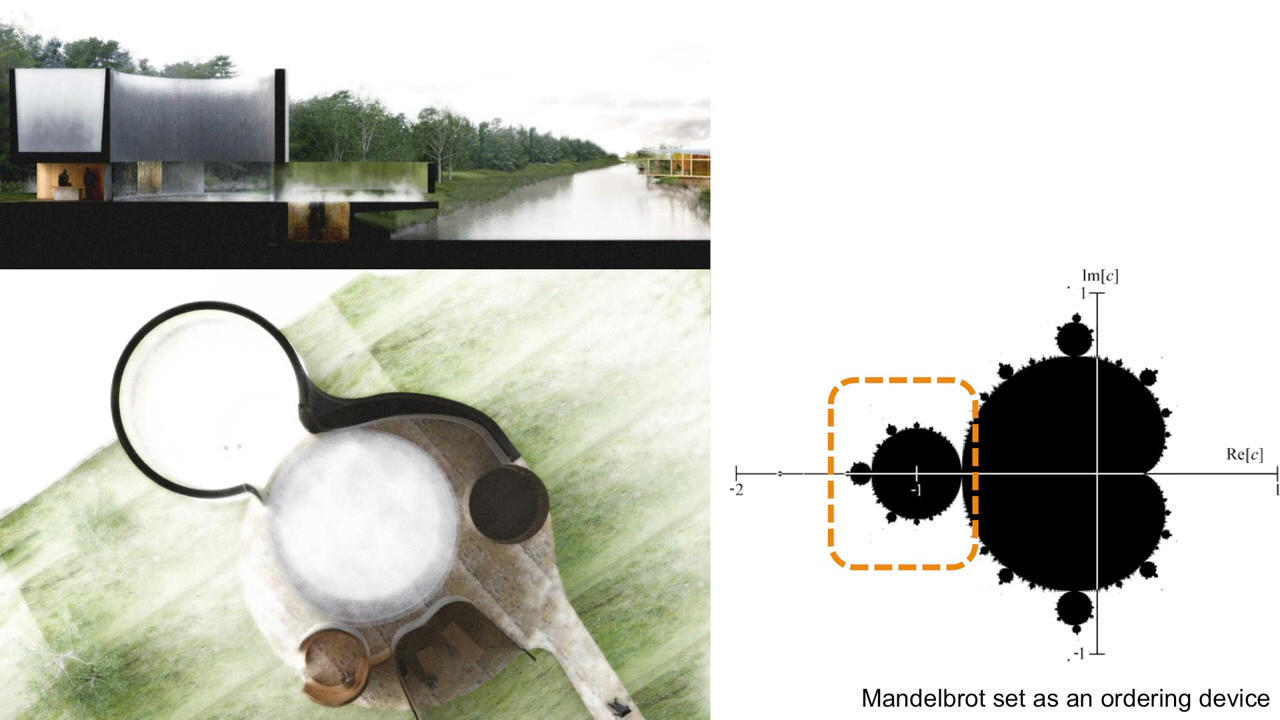 Im[c]
1
Re[c]
-2
-1
1
-1
Mandelbrot set as an ordering device